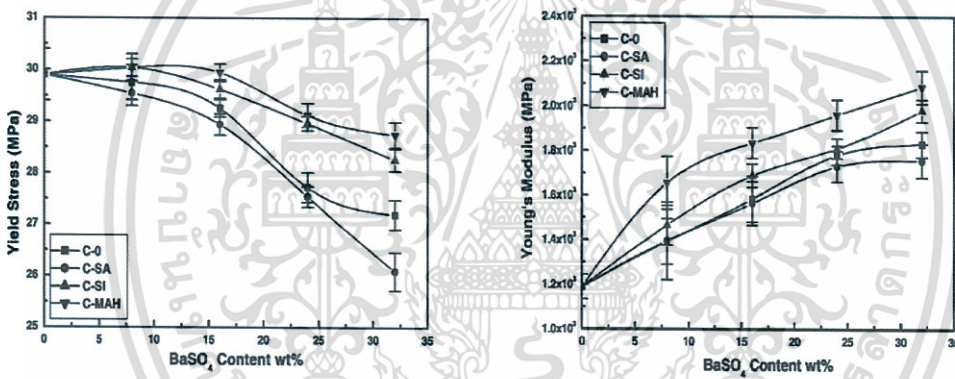 31
30
29
28
27
26
25
Yield Stress (MPa)
C-0
C-SA
C-SI
C-MAH
0 5 10 15 20 25 30 35
BaSO₄ Content wt%
2.4x10³
2.2x10³
2.0x10³
1.8x10³
1.6x10³
1.4x10³
1.2x10³
1.0x10³
Young's Modulus (MPa)
C-0
C-SA
C-SI
C-MAH
0 5 10 15 20 25 30 35
BaSO₄ Content wt%